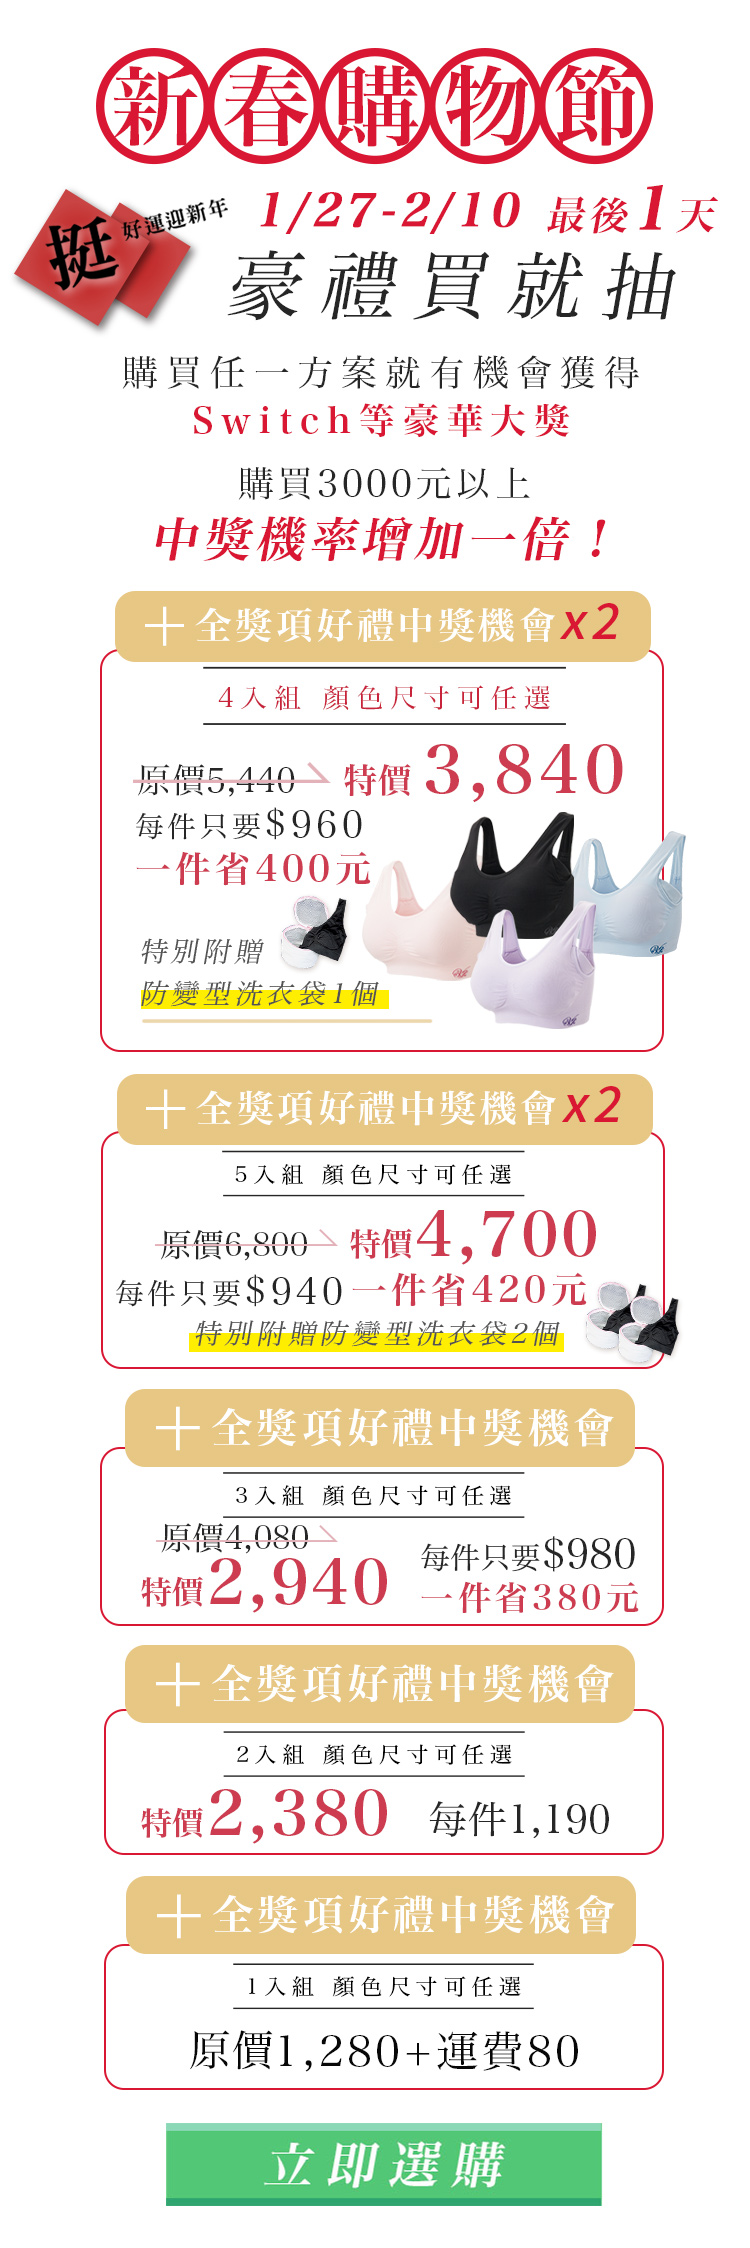 新春購物節
挺好運迎新年
1/27-2/10 最後1天
豪禮買就抽
購買任一方案就有機會獲得
Switch等豪華大獎
購買3000元以上
中獎機率增加一倍！
＋全獎項好禮中獎機會x2
4入組 顏色尺寸可任選
原價5,440 特價3,840
每件只要$960
一件省400元
特別附贈
防變型洗衣袋1個
＋全獎項好禮中獎機會x2
5入組 顏色尺寸可任選
原價6,800 特價4,700
每件只要$940一件省420元
特別附贈防變型洗衣袋2個
＋全獎項好禮中獎機會
3入組 顏色尺寸可任選
原價4,080
特價2,940
每件只要$980
一件省380元
＋全獎項好禮中獎機會
2入組 顏色尺寸可任選
特價2,380 每件1,190
＋全獎項好禮中獎機會
1入組 顏色尺寸可任選
原價1,280+運費80
立即選購